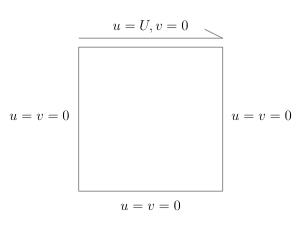 u = U, v = 0
u = v = 0
u = v = 0
u = v = 0